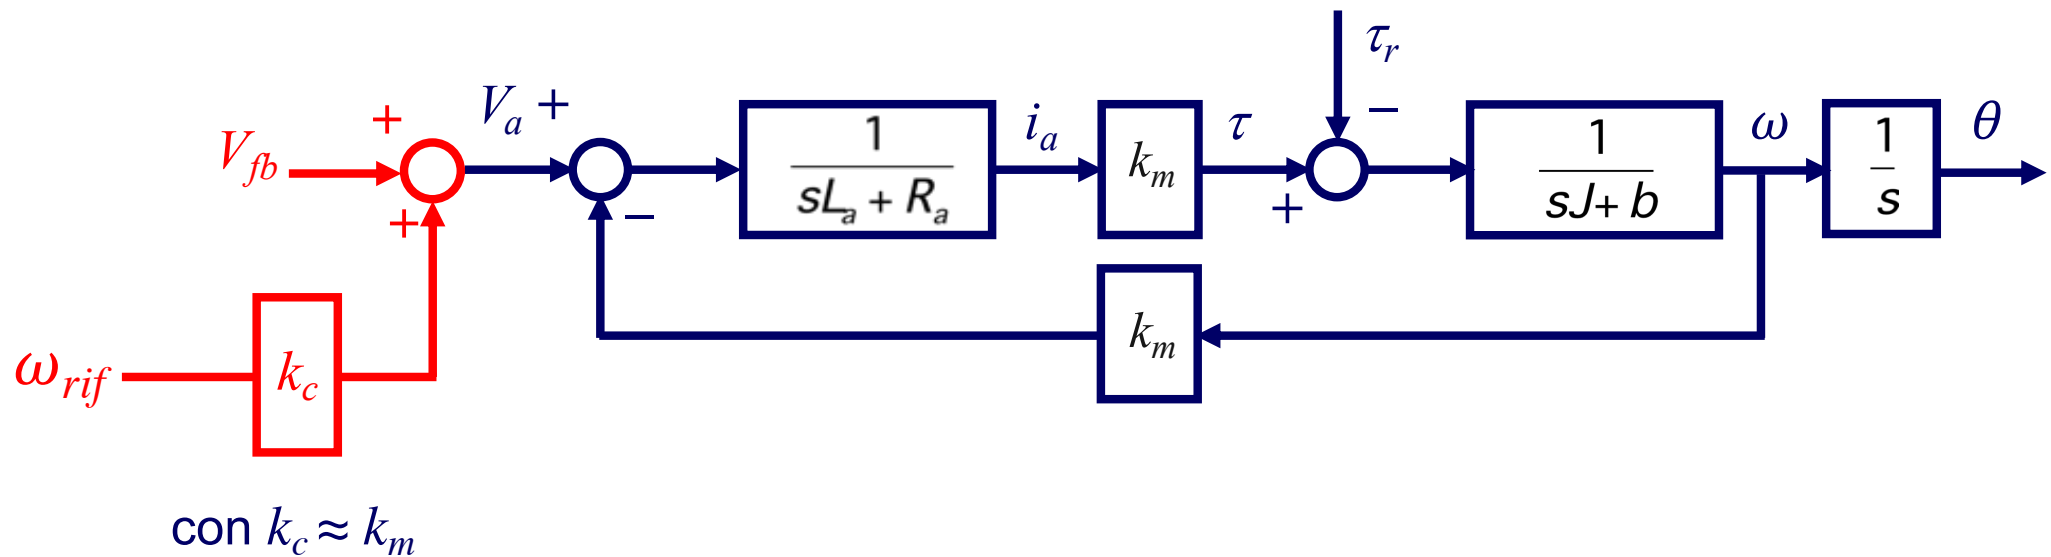 τr
Va +
+
Vfb
+
−
1
sLa + Ra
ia
km
τ
+
−
1
sJ+ b
ω
1
s
θ
km
ωrif
kc
con kc ≈ km